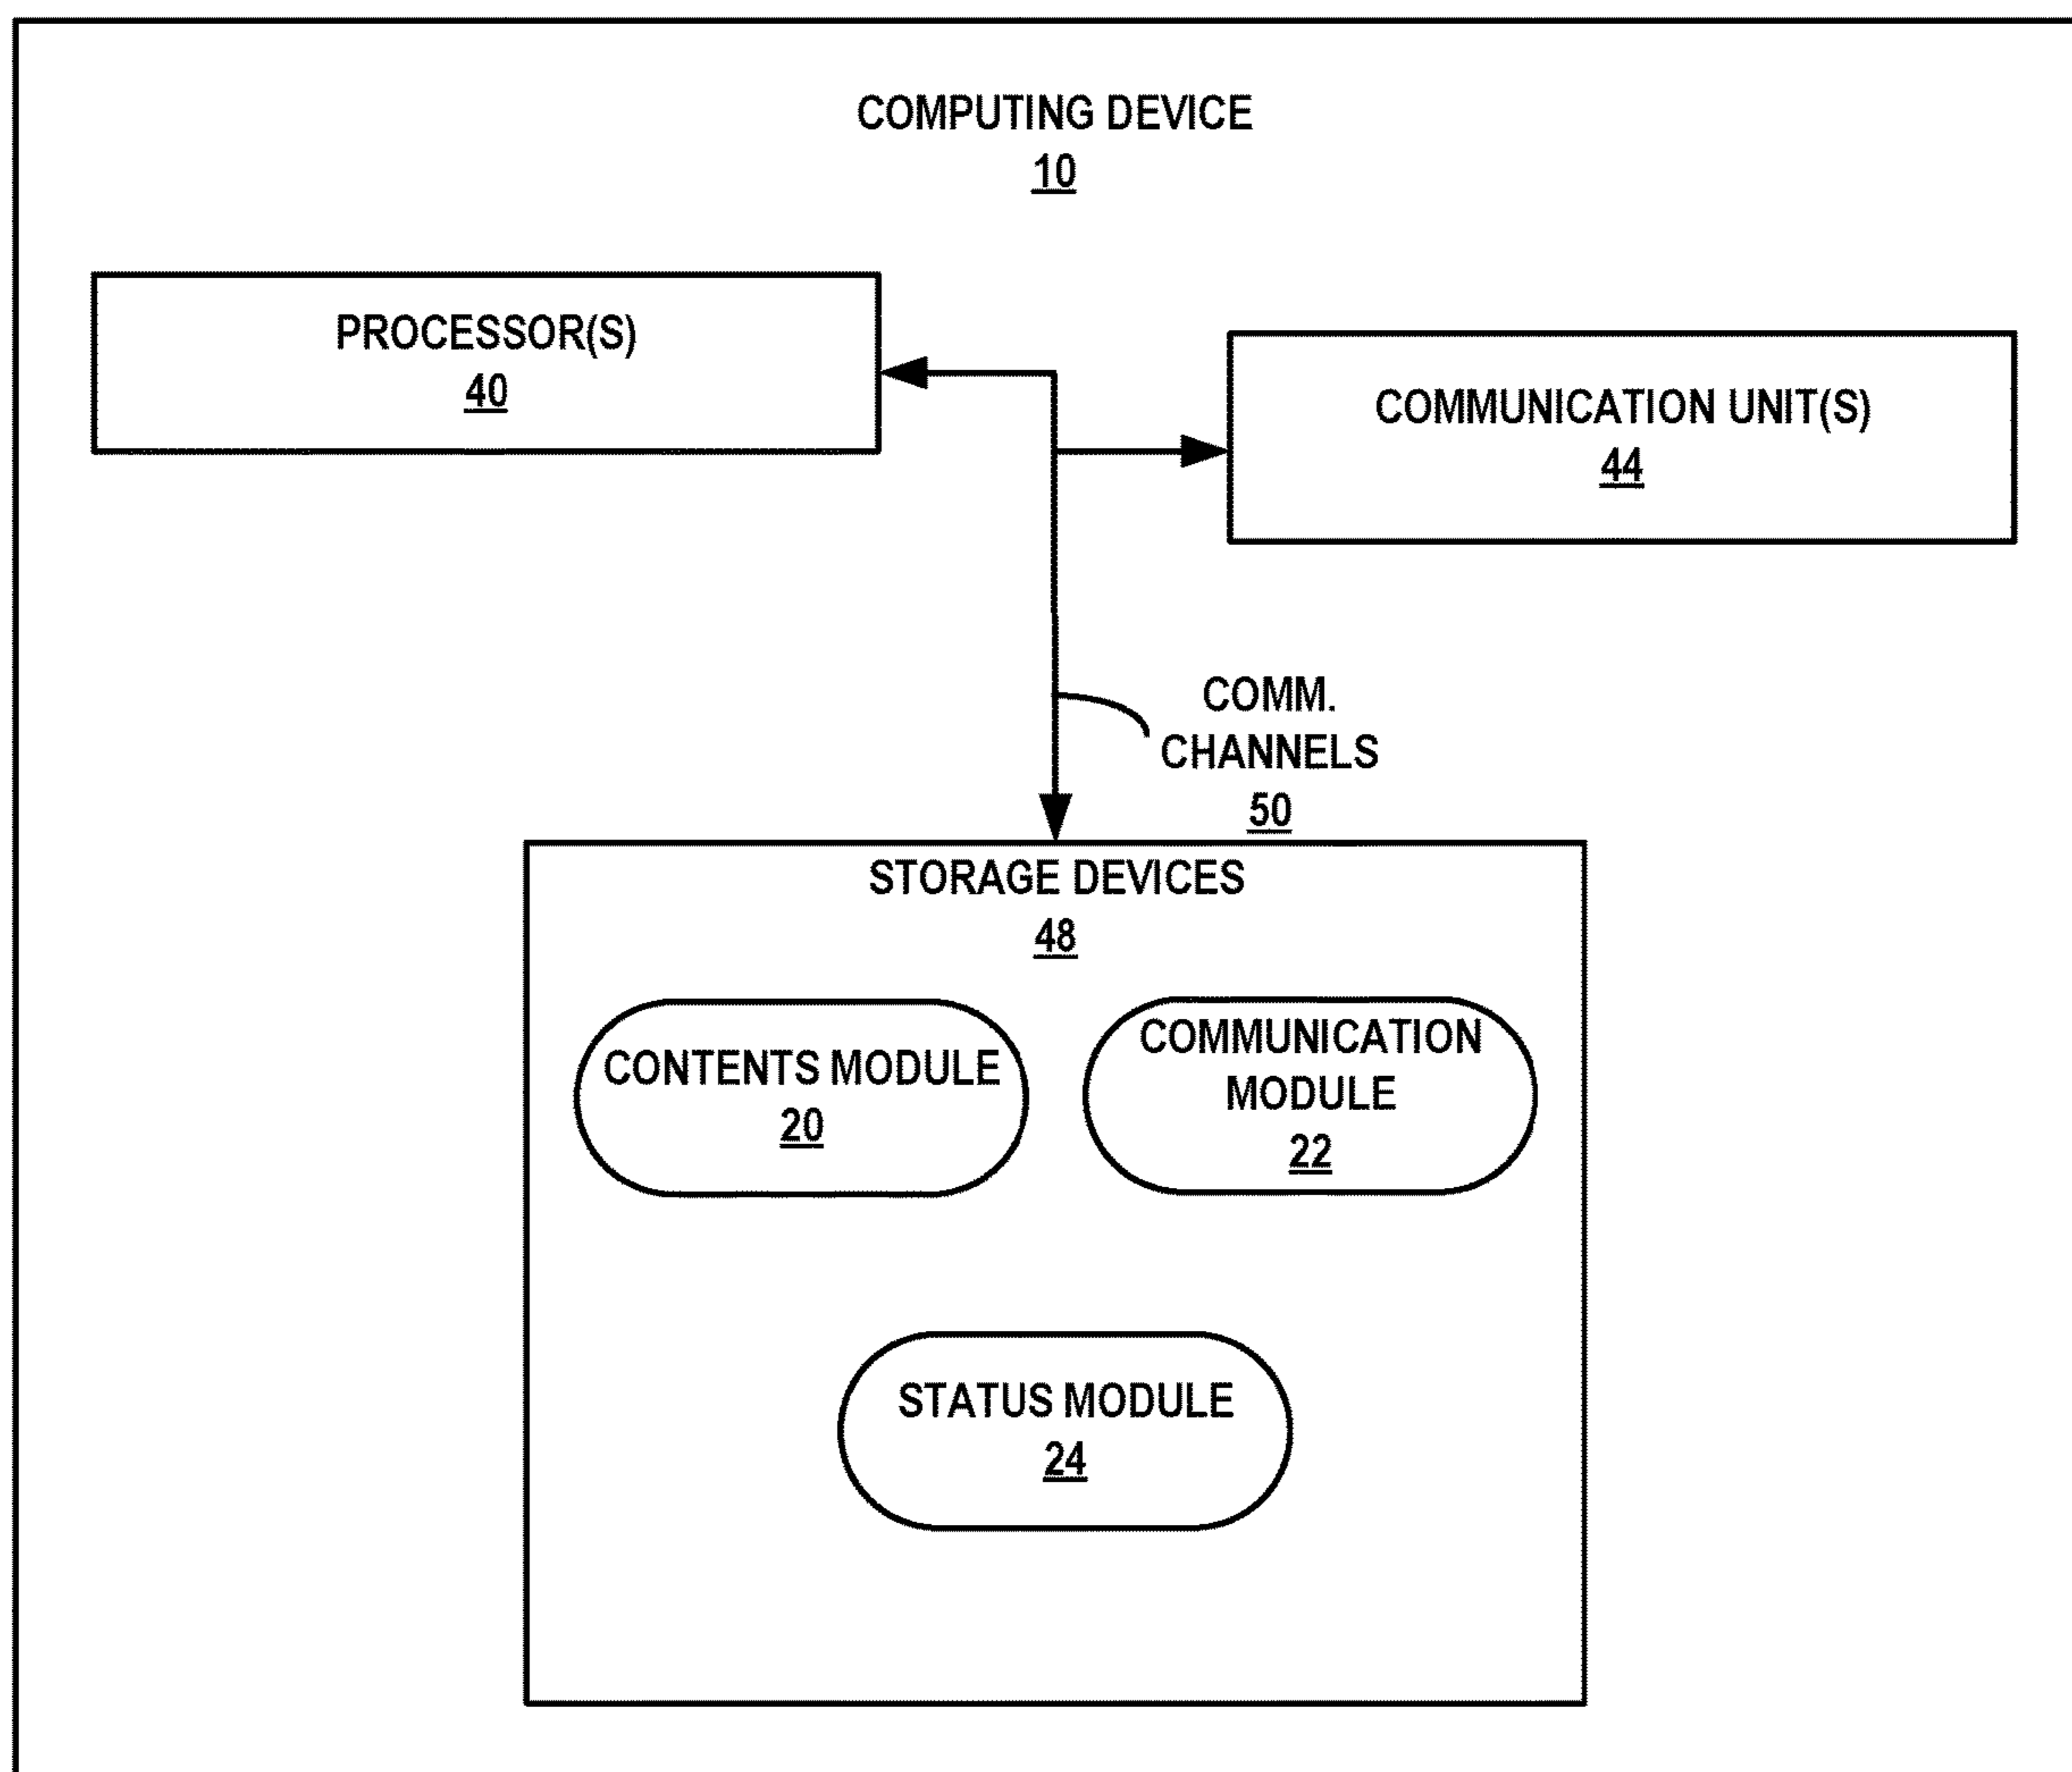 COMPUTING DEVICE
10
PROCESSOR(S)
40
COMMUNICATION UNIT(S)
44
COMM.
CHANNELS
50
STORAGE DEVICES
48
CONTENTS MODULE
20
COMMUNICATION
MODULE
22
STATUS MODULE
24